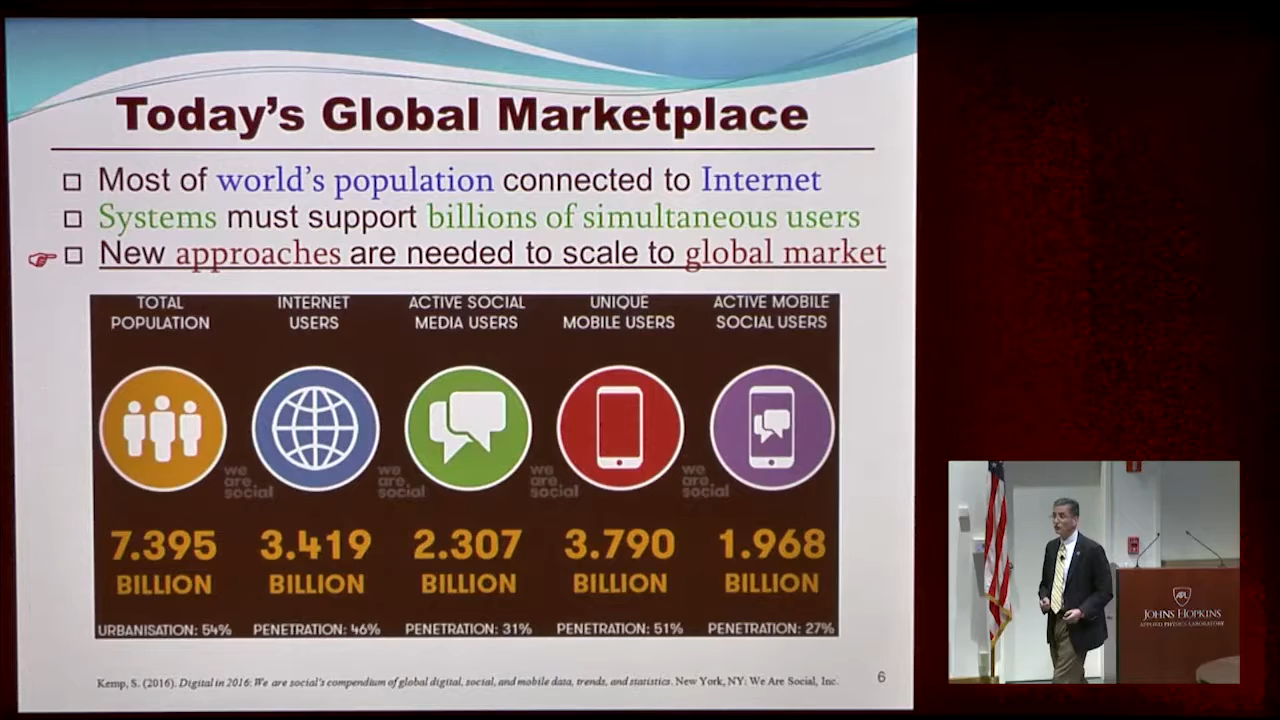 Today's Global Marketplace
Most of world's population connected to Internet
Systems must support billions of simultaneous users
New approaches are needed to scale to global market
TOTAL POPULATION
INTERNET USERS
ACTIVE SOCIAL MEDIA USERS
UNIQUE MOBILE USERS
ACTIVE MOBILE SOCIAL USERS
we are social
we are social
we are social
we are social
7.395 BILLION
3.419 BILLION
2.307 BILLION
3.790 BILLION
1.968 BILLION
URBANISATION: 54%
PENETRATION: 46%
PENETRATION: 31%
PENETRATION: 51%
PENETRATION: 27%
Kemp, S. (2016). Digital in 2016: We are social's compendium of global digital, social, and mobile data, trends, and statistics. New York, NY: We Are Social, Inc.
6
APL
JOHNS HOPKINS
APPLIED PHYSICS LABORATORY